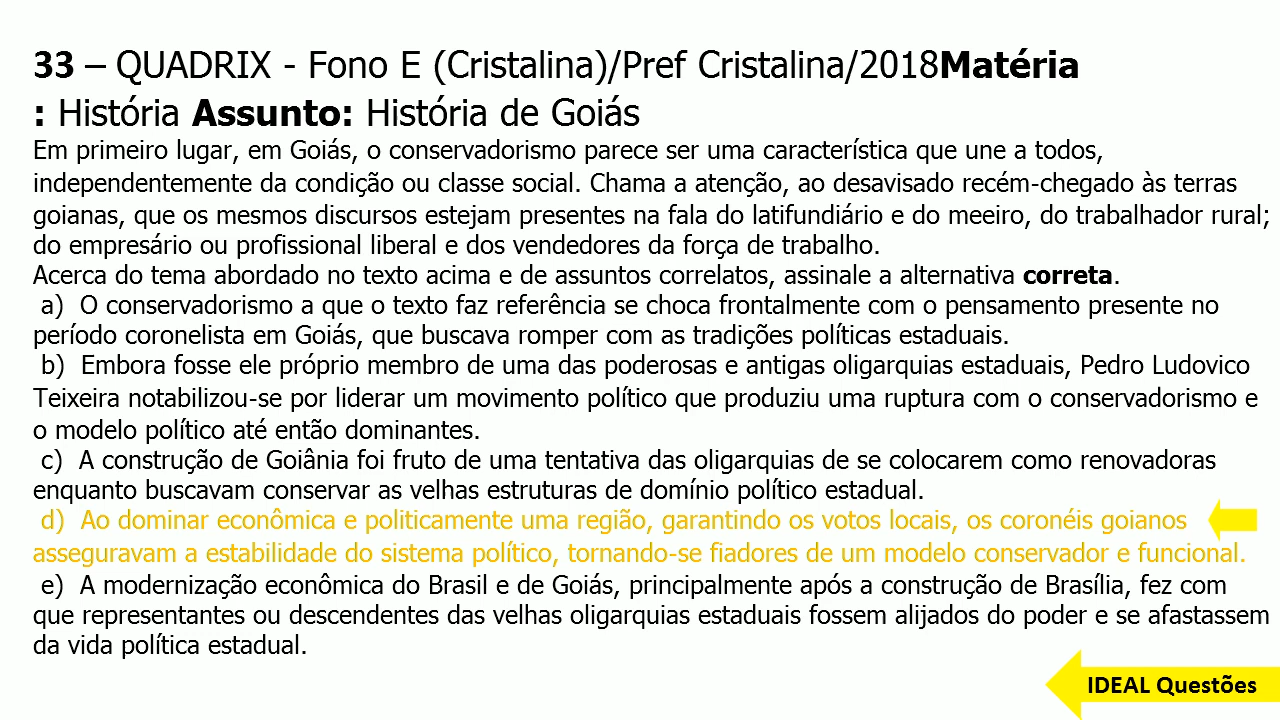 33 – QUADRIX - Fono E (Cristalina)/Pref Cristalina/2018Matéria
: História Assunto: História de Goiás
Em primeiro lugar, em Goiás, o conservadorismo parece ser uma característica que une a todos,
independentemente da condição ou classe social. Chama a atenção, ao desavisado recém-chegado às terras
goianas, que os mesmos discursos estejam presentes na fala do latifundiário e do meeiro, do trabalhador rural;
do empresário ou profissional liberal e dos vendedores da força de trabalho.
Acerca do tema abordado no texto acima e de assuntos correlatos, assinale a alternativa correta.
a) O conservadorismo a que o texto faz referência se choca frontalmente com o pensamento presente no
período coronelista em Goiás, que buscava romper com as tradições políticas estaduais.
b) Embora fosse ele próprio membro de uma das poderosas e antigas oligarquias estaduais, Pedro Ludovico
Teixeira notabilizou-se por liderar um movimento político que produziu uma ruptura com o conservadorismo e
o modelo político até então dominantes.
c) A construção de Goiânia foi fruto de uma tentativa das oligarquias de se colocarem como renovadoras
enquanto buscavam conservar as velhas estruturas de domínio político estadual.
d) Ao dominar econômica e politicamente uma região, garantindo os votos locais, os coronéis goianos
asseguravam a estabilidade do sistema político, tornando-se fiadores de um modelo conservador e funcional.
e) A modernização econômica do Brasil e de Goiás, principalmente após a construção de Brasília, fez com
que representantes ou descendentes das velhas oligarquias estaduais fossem alijados do poder e se afastassem
da vida política estadual.
IDEAL Questões